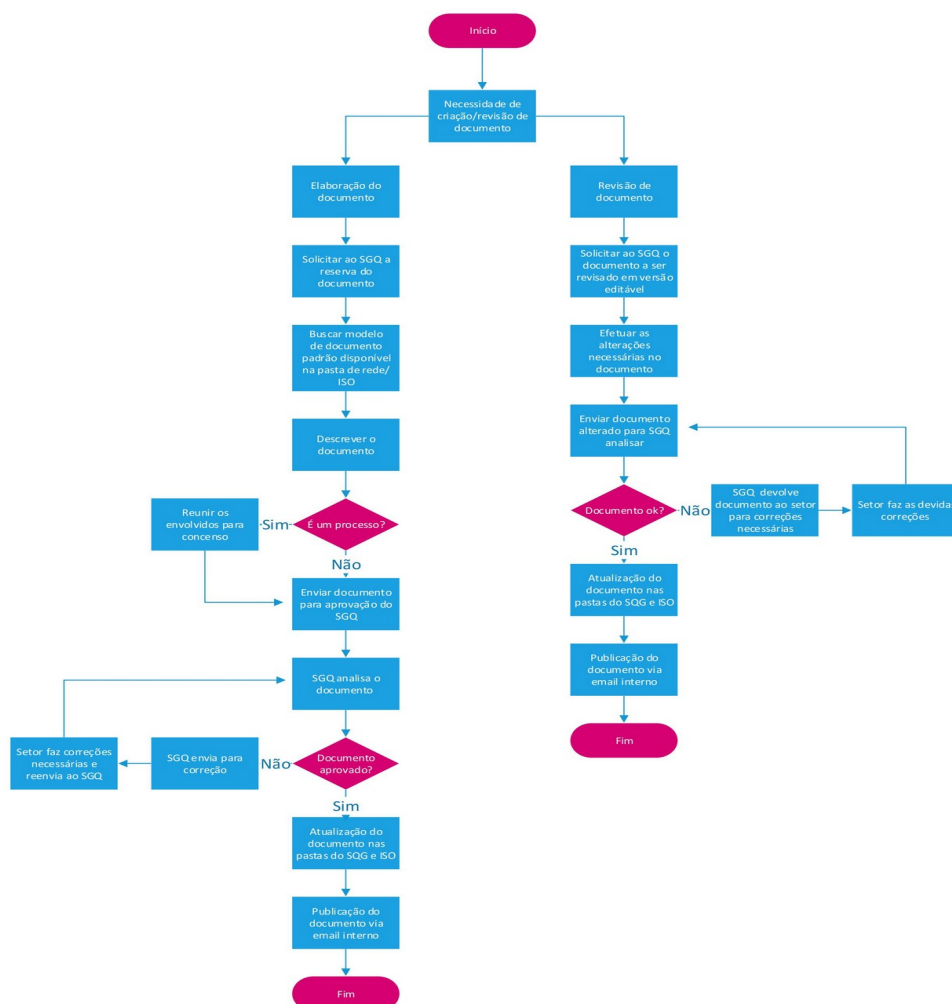 Início
Necessidade de
criação/revisão de
documento
Elaboração do
documento
Solicitar ao SGQ a
reserva do
documento
Buscar modelo
de documento
padrão disponível
na pasta de rede/
ISO
Descrever o
documento
É um processo?
Sim
Reunir os
envolvidos para
concenso
Não
Enviar documento
para aprovação do
SGQ
SGQ analisa o
documento
Documento
aprovado?
Não
SGQ envia para
correção
Setor faz correções
necessárias e
reenvia ao SGQ
Sim
Atualização do
documento nas
pastas do SQG e ISO
Publicação do
documento via
email interno
Fim
Revisão de
documento
Solicitar ao SGQ o
documento a ser
revisado em versão
editável
Efetuar as
alterações
necessárias no
documento
Enviar documento
alterado para SGQ
analisar
Documento ok?
Não
SGQ devolve
documento ao setor
para correções
necessárias
Setor faz as devidas
correções
Sim
Atualização do
documento nas
pastas do SQG e ISO
Publicação do
documento via
email interno
Fim